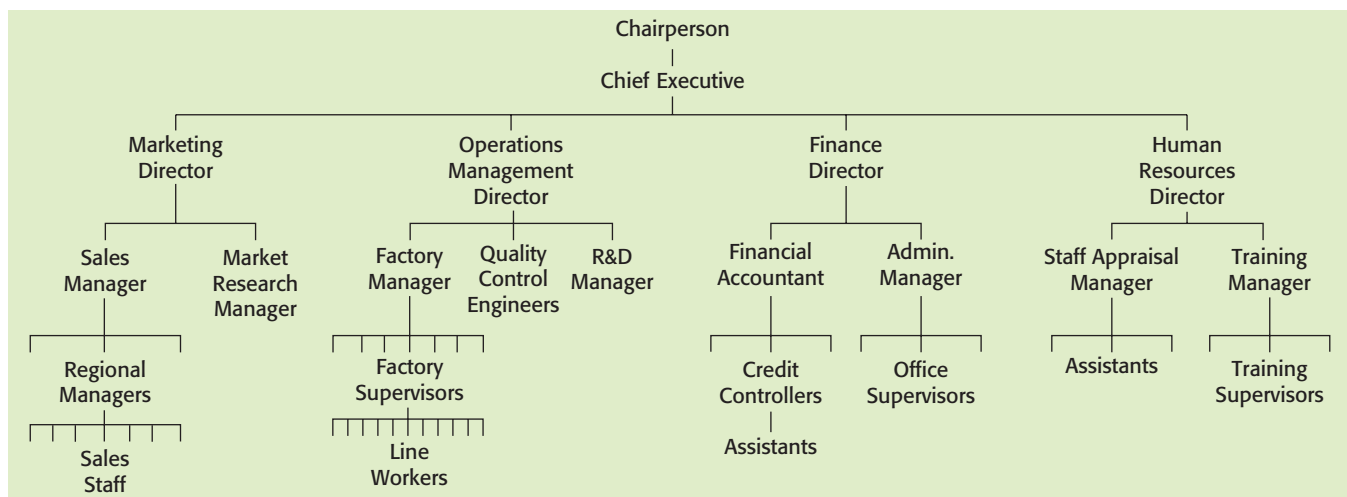 Chairperson
Chief Executive
Marketing
Director
Operations
Management
Director
Finance
Director
Human
Resources
Director
Sales
Manager
Market
Research
Manager
Factory
Manager
Quality
Control
Engineers
R&D
Manager
Financial
Accountant
Admin.
Manager
Staff Appraisal
Manager
Training
Manager
Regional
Managers
Factory
Supervisors
Credit
Controllers
Office
Supervisors
Assistants
Training
Supervisors
Sales
Staff
Line
Workers
Assistants